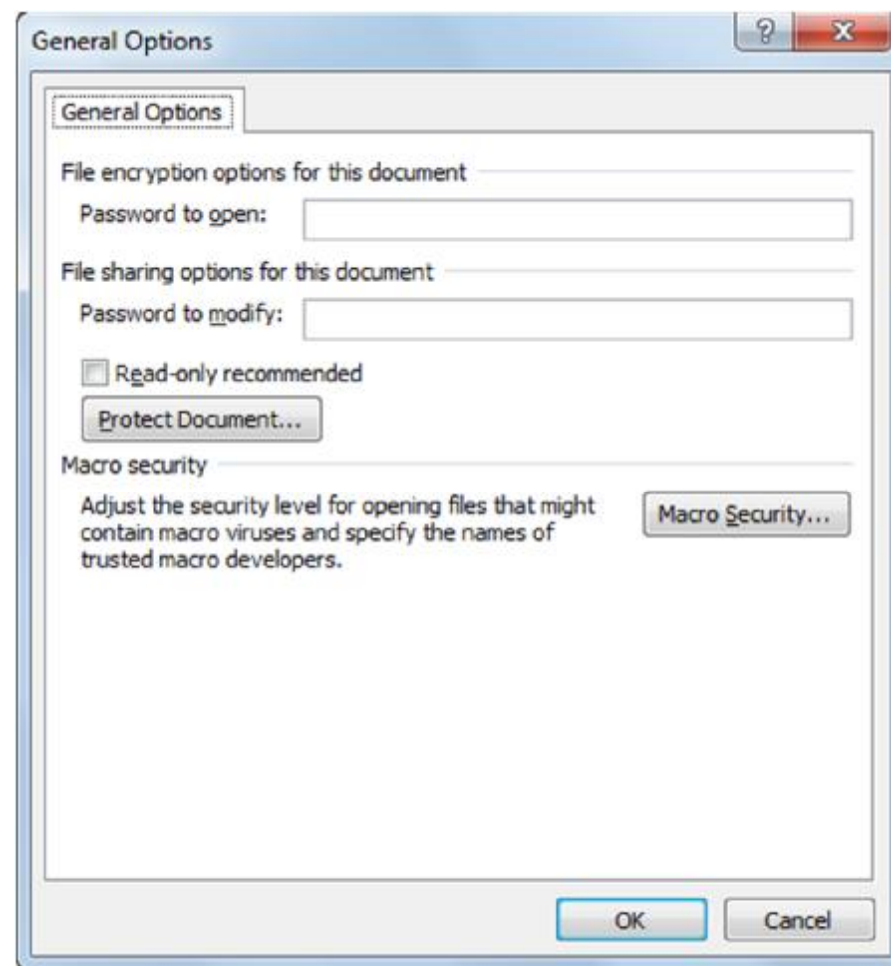 General Options
General Options
File encryption options for this document
Password to open:
File sharing options for this document
Password to modify:
Read-only recommended
Protect Document...
Macro security
Adjust the security level for opening files that might
contain macro viruses and specify the names of
trusted macro developers.
Macro Security...
OK
Cancel